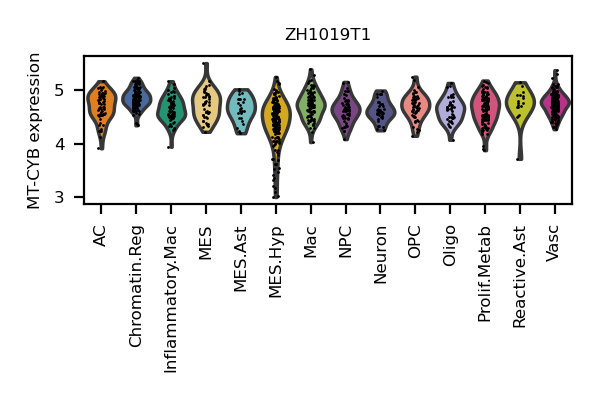 ZH1019T1
MT-CYB expression
5
4
3
AC
Chromatin.Reg
Inflammatory.Mac
MES
MES.Ast
MES.Hyp
Mac
NPC
Neuron
OPC
Oligo
Prolif.Metab
Reactive.Ast
Vasc